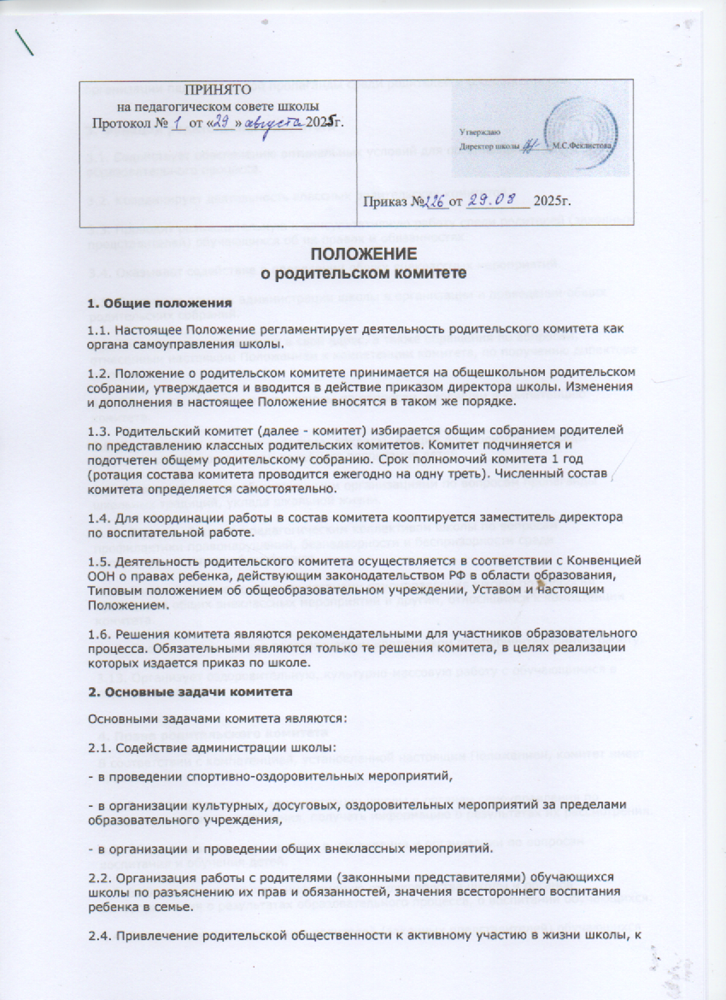 ПРИНЯТО
на педагогическом совете школы
Протокол № 1 от «29» августа 2025г.
Утверждаю
Директор школы М.С.Феклистова
Приказ №226 от 29.08 2025г.
ПОЛОЖЕНИЕ
о родительском комитете
1. Общие положения
1.1. Настоящее Положение регламентирует деятельность родительского комитета как
органа самоуправления школы.
1.2. Положение о родительском комитете принимается на общешкольном родительском
собрании, утверждается и вводится в действие приказом директора школы. Изменения
и дополнения в настоящее Положение вносятся в таком же порядке.
1.3. Родительский комитет (далее - комитет) избирается общим собранием родителей
по представлению классных родительских комитетов. Комитет подчиняется и
подотчетен общему родительскому собранию. Срок полномочий комитета 1 год
(ротация состава комитета проводится ежегодно на одну треть). Численный состав
комитета определяется самостоятельно.
1.4. Для координации работы в состав комитета кооптируется заместитель директора
по воспитательной работе.
1.5. Деятельность родительского комитета осуществляется в соответствии с Конвенцией
ООН о правах ребенка, действующим законодательством РФ в области образования,
Типовым положением об общеобразовательном учреждении, Уставом и настоящим
Положением.
1.6. Решения комитета являются рекомендательными для участников образовательного
процесса. Обязательными являются только те решения комитета, в целях реализации
которых издается приказ по школе.
2. Основные задачи комитета
Основными задачами комитета являются:
2.1. Содействие администрации школы:
- в проведении спортивно-оздоровительных мероприятий,
- в организации культурных, досуговых, оздоровительных мероприятий за пределами
образовательного учреждения,
- в организации и проведении общих внеклассных мероприятий.
2.2. Организация работы с родителями (законными представителями) обучающихся
школы по разъяснению их прав и обязанностей, значения всестороннего воспитания
ребенка в семье.
2.4. Привлечение родительской общественности к активному участию в жизни школы, к